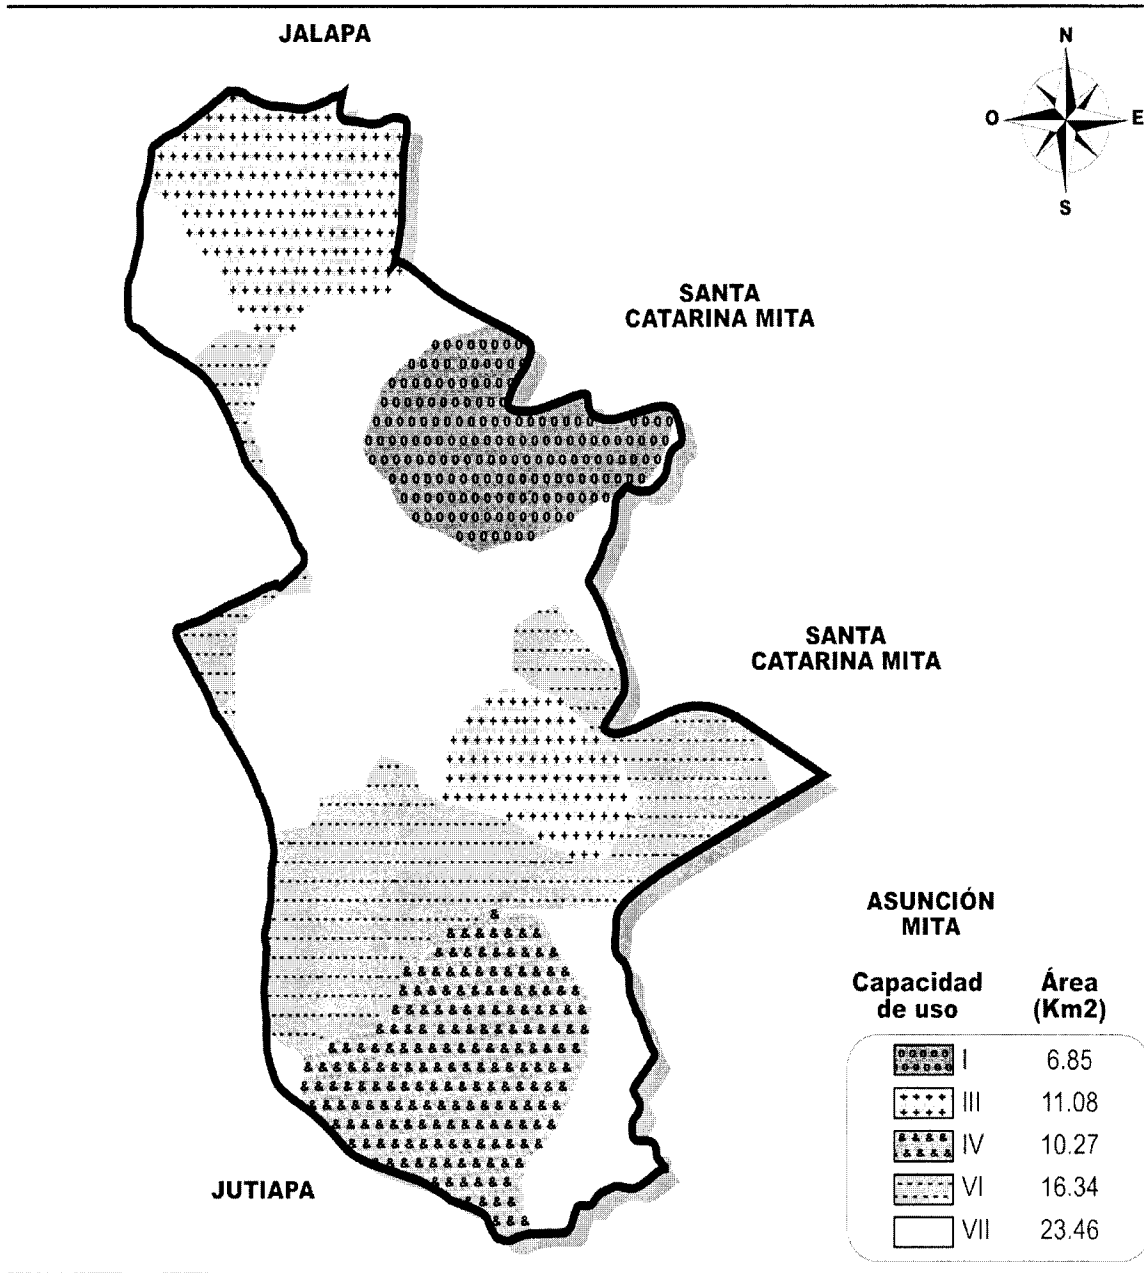 JALAPA
N
O
E
S
SANTA
CATARINA MITA
SANTA
CATARINA MITA
ASUNCIÓN
MITA
JUTIAPA
Capacidad de uso Área (Km2)
I 6.85
III 11.08
IV 10.27
VI 16.34
VII 23.46